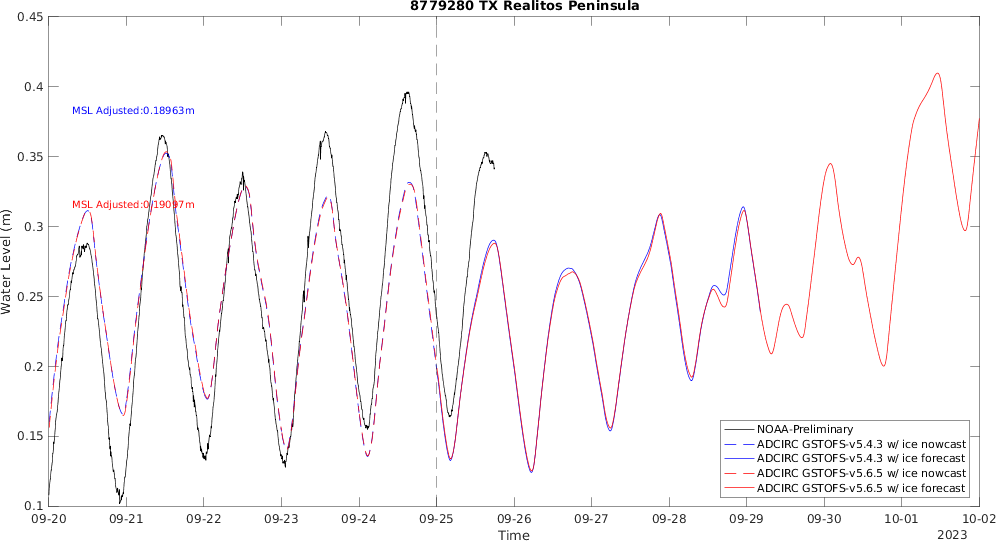 8779280 TX Realitos Peninsula
0.45
0.4
0.35
0.3
0.25
0.2
0.15
0.1
Water Level (m)
MSL Adjusted:0.18963m
MSL Adjusted:0.19097m
NOAA-Preliminary
ADCIRC GSTOFS-v5.4.3 w/ ice nowcast
ADCIRC GSTOFS-v5.4.3 w/ ice forecast
ADCIRC GSTOFS-v5.6.5 w/ ice nowcast
ADCIRC GSTOFS-v5.6.5 w/ ice forecast
09-20 09-21 09-22 09-23 09-24 09-25 09-26 09-27 09-28 09-29 09-30 10-01 10-02
Time
2023